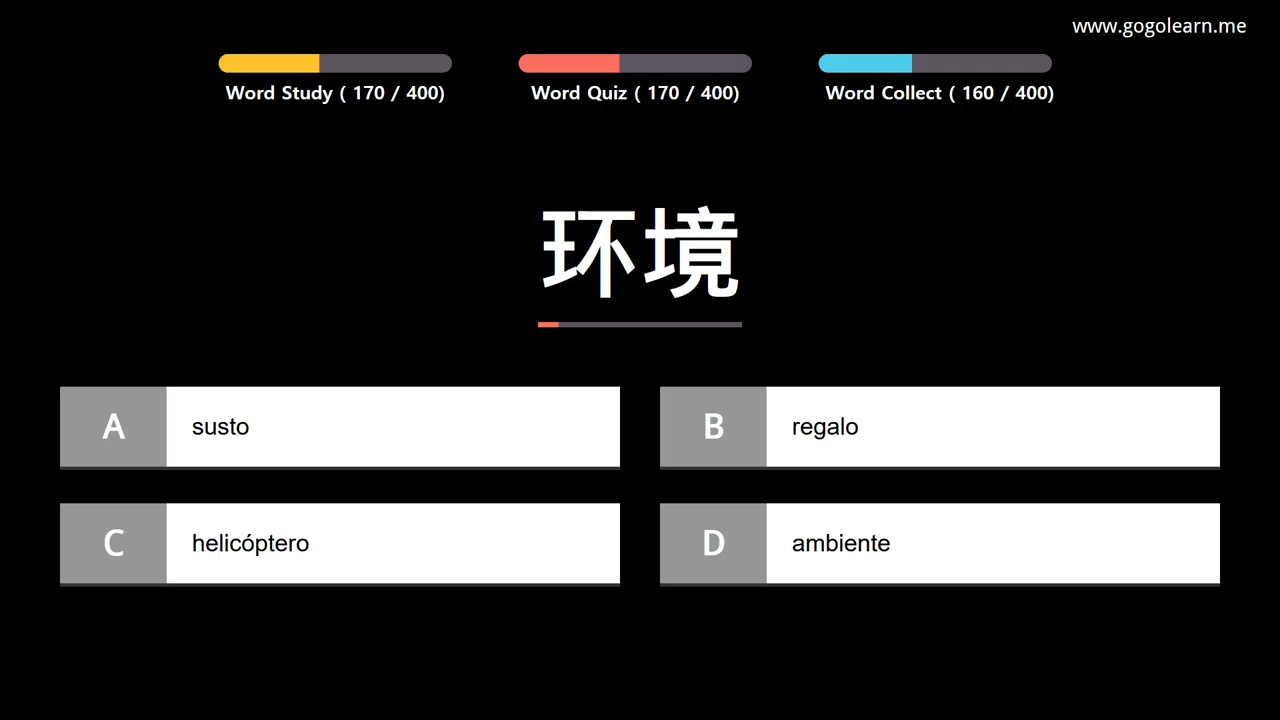 www.gogolearn.me
Word Study ( 170 / 400)
Word Quiz ( 170 / 400)
Word Collect ( 160 / 400)
环境
A susto
B regalo
C helicóptero
D ambiente